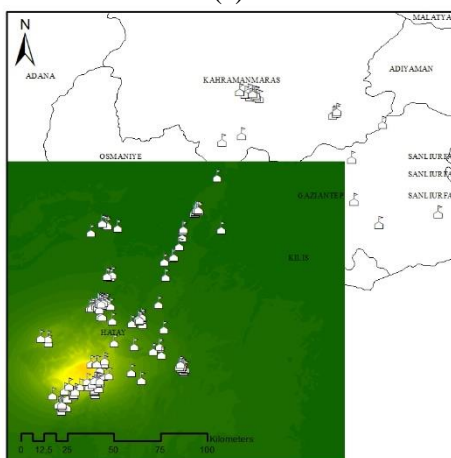 N
MALATYA
ADANA
ADIYAMAN
KAHRAMANMARAS
OSMANIYE
SANLIURFA
SANLIURFA
GAZIANTEP
SANLIURFA
KILIS
HATAY
Kilometers
0 12,5 25 50 75 100